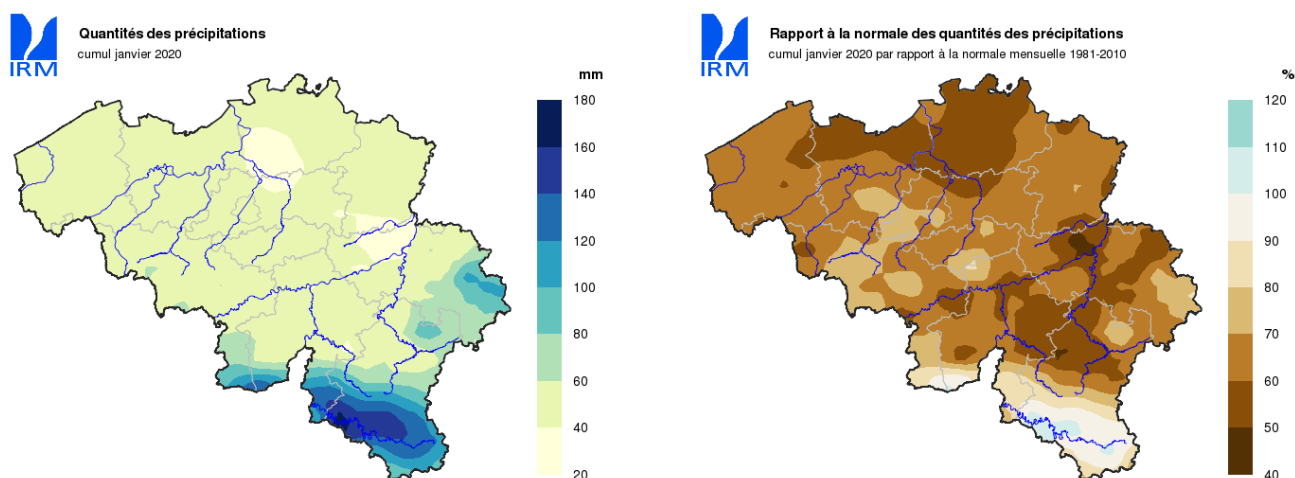 Quantités des précipitations
cumul janvier 2020
IRM
mm
180
160
140
120
100
80
60
40
20
Rapport à la normale des quantités des précipitations
cumul janvier 2020 par rapport à la normale mensuelle 1981-2010
IRM
%
120
110
100
90
80
70
60
50
40